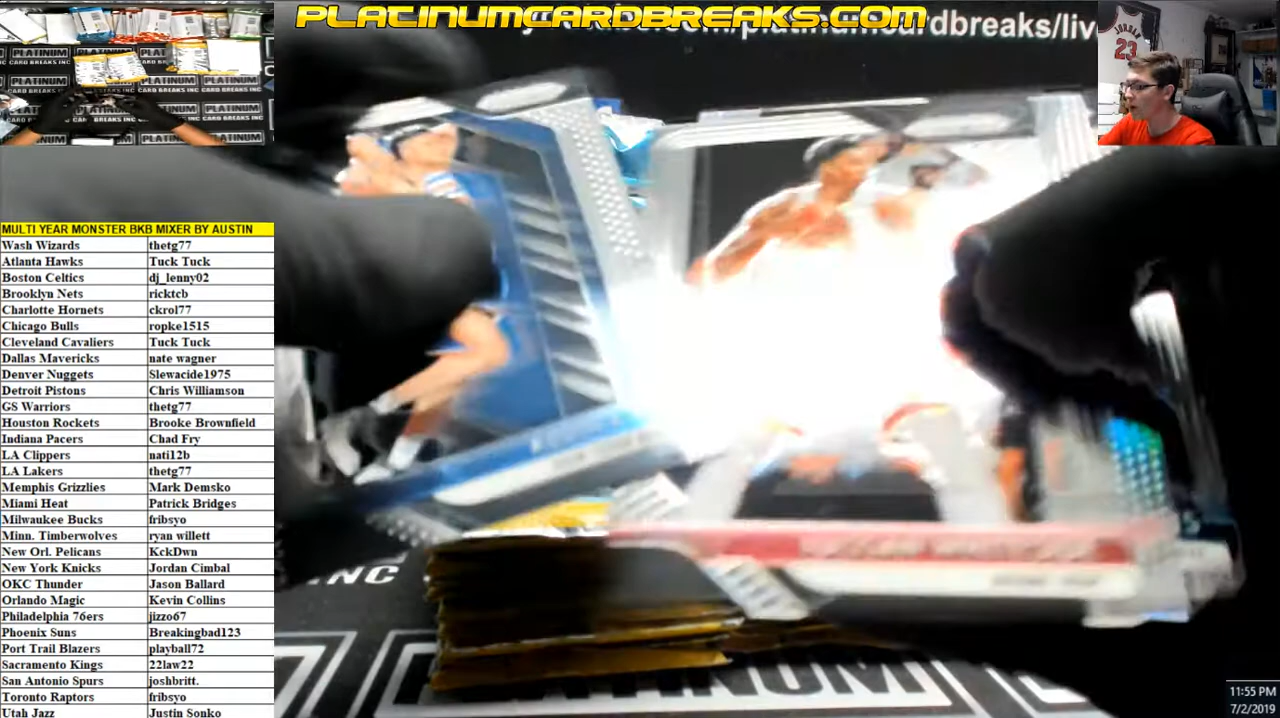 PLATINUMCARDBREAKS.COM
platinumcardbreaks/liv
JORDAN
23
PLATINUM
CARD BREAKS INC
MULTI YEAR MONSTER BKB MIXER BY AUSTIN
Wash Wizards thetg77
Atlanta Hawks Tuck Tuck
Boston Celtics dj_lenny02
Brooklyn Nets ricktcb
Charlotte Hornets ckrol77
Chicago Bulls ropke1515
Cleveland Cavaliers Tuck Tuck
Dallas Mavericks nate wagner
Denver Nuggets Slewacide1975
Detroit Pistons Chris Williamson
GS Warriors thetg77
Houston Rockets Brooke Brownfield
Indiana Pacers Chad Fry
LA Clippers nati12b
LA Lakers thetg77
Memphis Grizzlies Mark Demsko
Miami Heat Patrick Bridges
Milwaukee Bucks fribsyo
Minn. Timberwolves ryan willett
New Orl. Pelicans KckDwn
New York Knicks Jordan Cimbal
OKC Thunder Jason Ballard
Orlando Magic Kevin Collins
Philadelphia 76ers jizzo67
Phoenix Suns Breakingbad123
Port Trail Blazers playball72
Sacramento Kings 22law22
San Antonio Spurs joshbritt.
Toronto Raptors fribsyo
Utah Jazz Justin Sonko
INC
PLATINUM
11:55 PM
7/2/2019